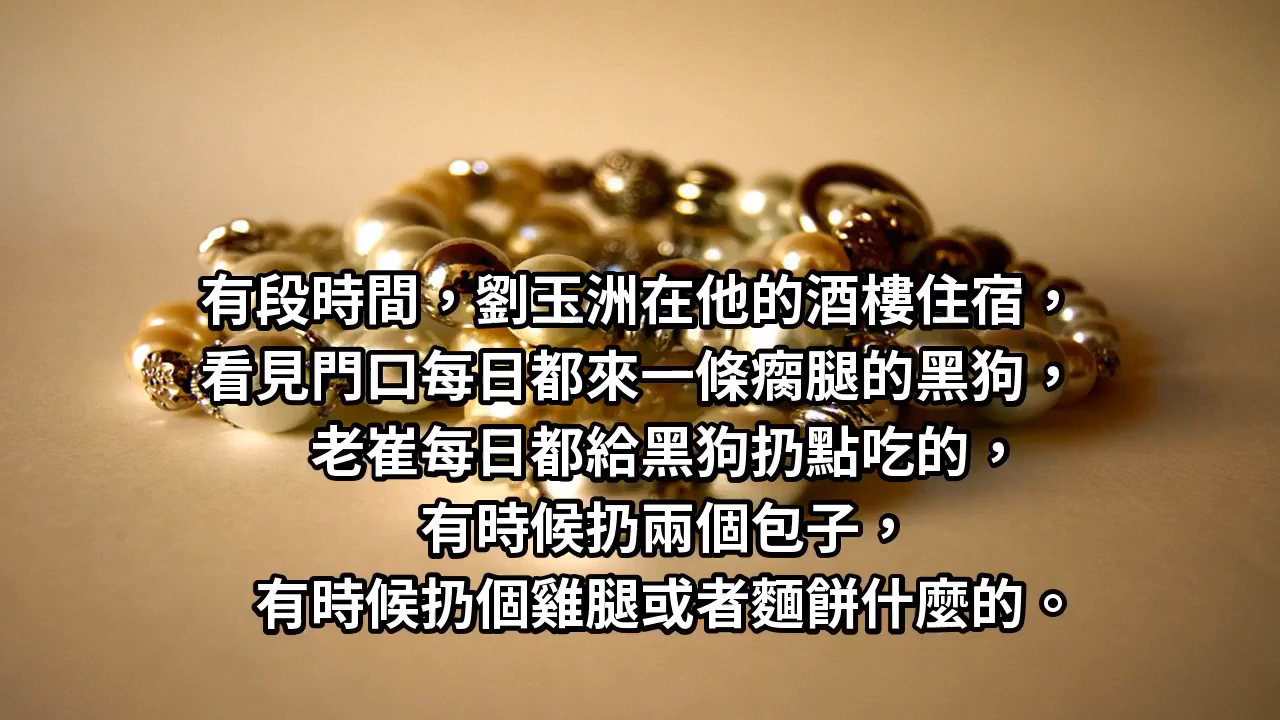 有段時間，劉玉洲在他的酒樓住宿，
看見門口每日都來一條瘸腿的黑狗，
老崔每日都給黑狗扔點吃的，
有時候扔兩個包子，
有時候扔個雞腿或者麵餅什麼的。